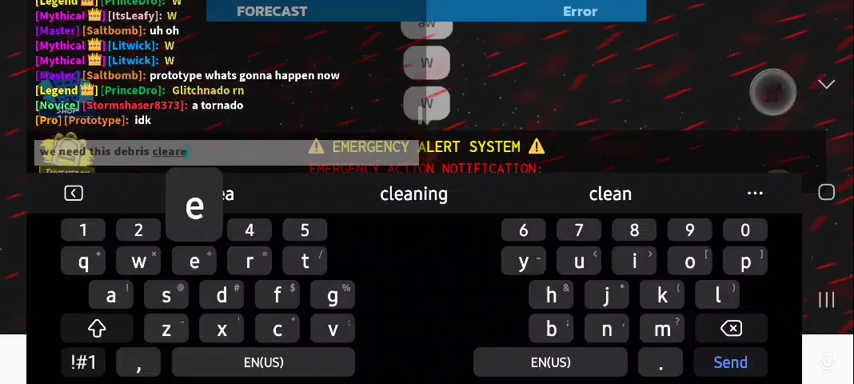 [Legend 👑] [PrinceDro]: W
FORECAST
Error
[Mythical 👑] [ItsLeafy]: W
[Master] [Saltbomb]: uh oh
aw
[Mythical 👑] [Litwick]: W
[Mythical 👑] [Litwick]: W
W
[Master] [Saltbomb]: prototype whats gonna happen now
[Legend 👑] [PrinceDro]: Glitchnado rn
[Novice] [Stormshaser8373]: a tornado
W
SHOP
[Pro] [Prototype]: idk
we need this debris cleare
⚠ EMERGENCY ALERT SYSTEM ⚠
EMERGENCY ACTION NOTIFICATION:
e
cleaning
clean
...
1 2 4 5 6 7 8 9 0
q w e r t y u i o p
a s d f g h j k l
z x c v b n m
!#1 , EN(US) EN(US) . Send